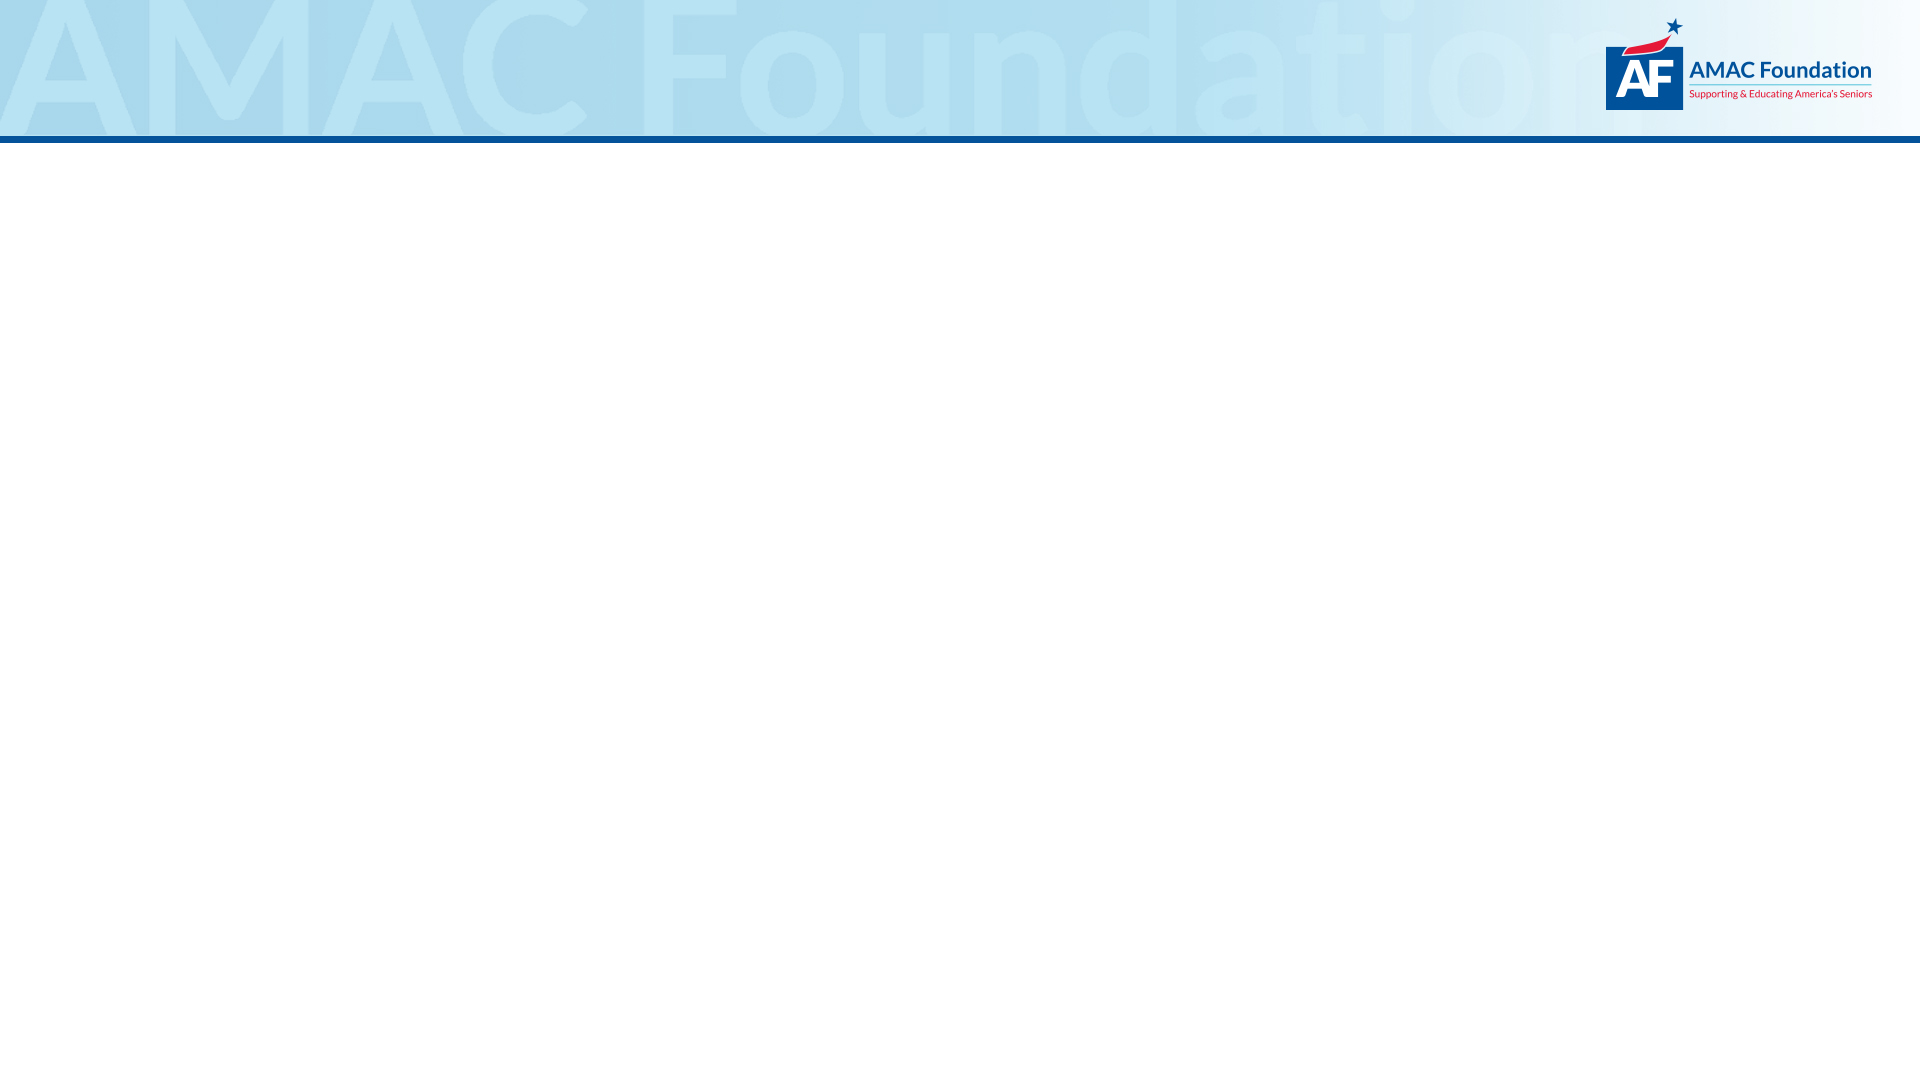 AMAC Foundation
AF
AMAC Foundation
Supporting & Educating America's Seniors